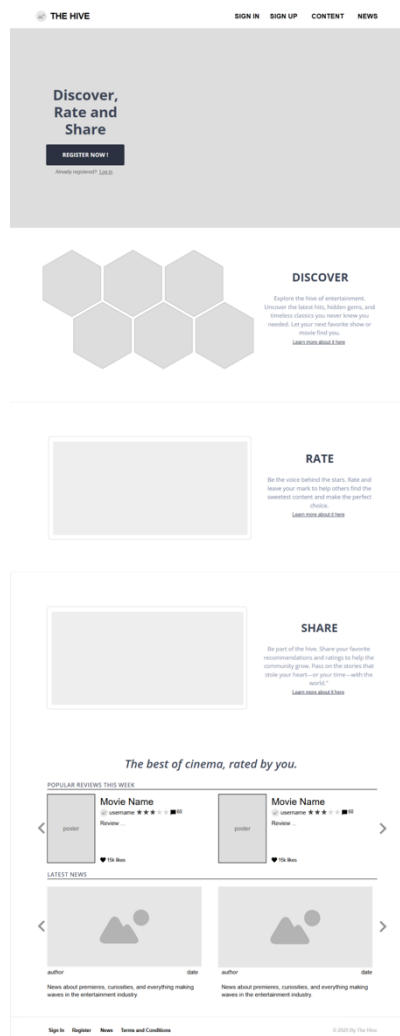 THE HIVE
SIGN IN SIGN UP CONTENT NEWS
Discover,
Rate and
Share
REGISTER NOW !
Already registered? Log in
DISCOVER
Explore the hive of entertainment.
Uncover the latest hits, hidden gems, and
timeless classics you never knew you
needed. Let your next favorite show or
movie find you.
Learn more about it here
RATE
Be the voice behind the stars. Rate and
leave your mark to help others find the
sweetest content and make the perfect
choice.
Learn more about it here
SHARE
Be part of the hive. Share your favorite
recommendations and ratings to help the
community grow. Pass on the stories that
stole your heart—or your time—with the
world."
Learn more about it here
The best of cinema, rated by you.
POPULAR REVIEWS THIS WEEK
poster
Movie Name
username
Review ...
15k likes
poster
Movie Name
username
Review ...
15k likes
LATEST NEWS
author date
News about premieres, curiosities, and everything making
waves in the entertainment industry.
author date
News about premieres, curiosities, and everything making
waves in the entertainment industry.
Sign In Register News Terms and Conditions